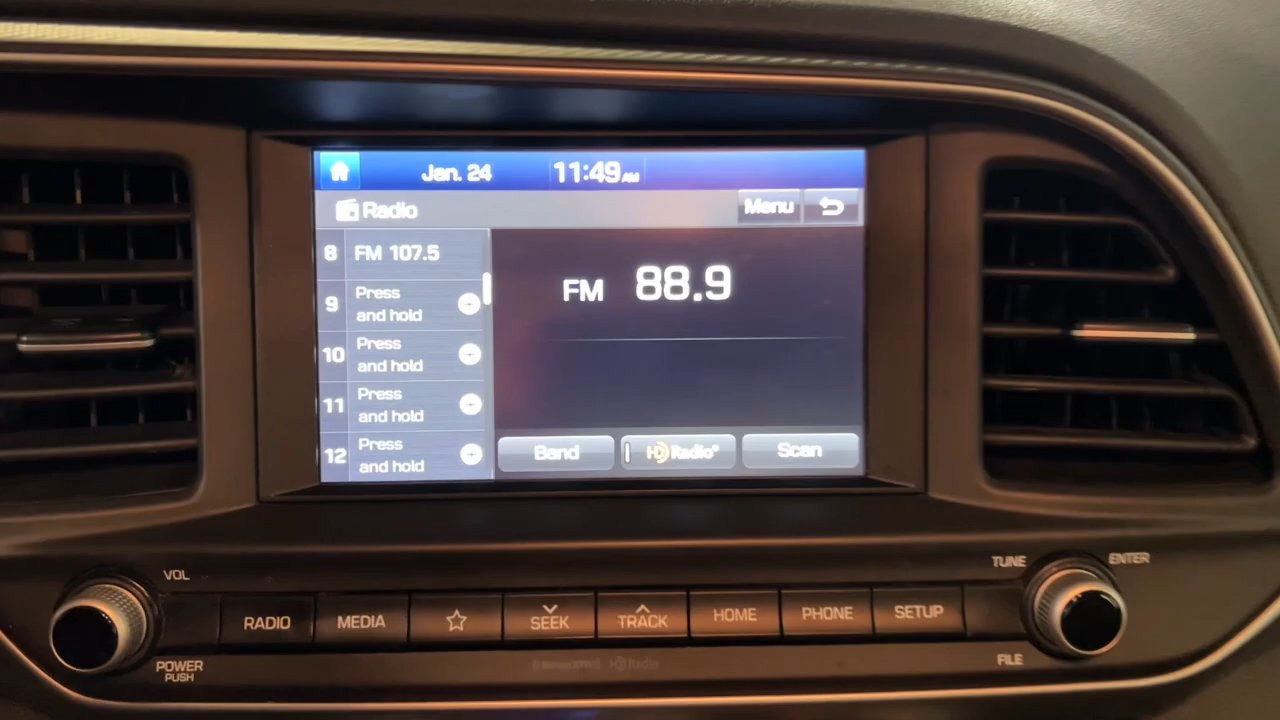 Jan. 24 11:49 AM
Radio Menu
8 FM 107.5
9 Press and hold
10 Press and hold
11 Press and hold
12 Press and hold
FM 88.9
Band HD Radio® Scan
VOL
TUNE ENTER
RADIO MEDIA SEEK TRACK HOME PHONE SETUP
POWER
PUSH
FILE
HD Radio